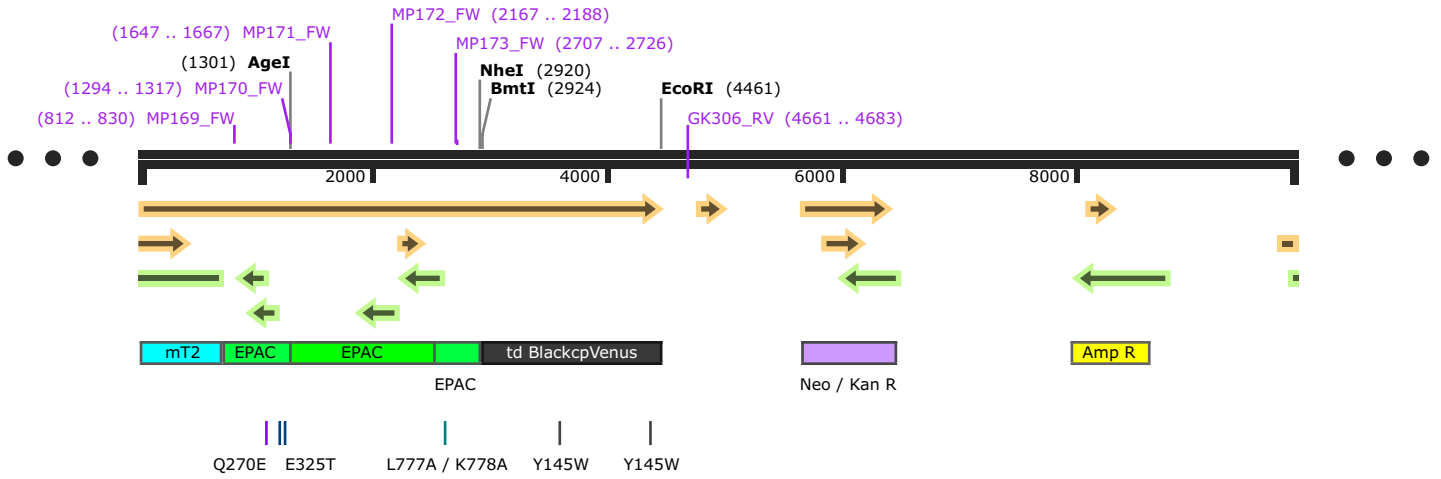 MP172_FW (2167 .. 2188)
(1647 .. 1667) MP171_FW
MP173_FW (2707 .. 2726)
(1301) AgeI
NheI (2920)
(1294 .. 1317) MP170_FW
BmtI (2924)
EcoRI (4461)
(812 .. 830) MP169_FW
GK306_RV (4661 .. 4683)
2000
4000
6000
8000
mT2
EPAC
EPAC
td BlackcpVenus
Amp R
EPAC
Neo / Kan R
Q270E
E325T
L777A / K778A
Y145W
Y145W